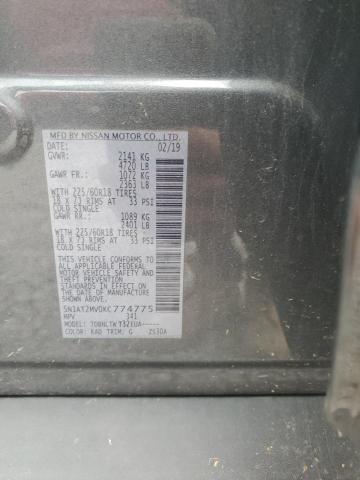 MFD BY NISSAN MOTOR CO., LTD.
DATE: 02/19
GVWR: 2141 KG
4720 LB
GAWR FR.: 1072 KG
2363 LB
WITH 225/60R18 TIRES
18 X 7J RIMS AT 33 PSI
COLD SINGLE
GAWR RR.: 1089 KG
2401 LB
WITH 225/60R18 TIRES
18 X 7J RIMS AT 33 PSI
COLD SINGLE
THIS VEHICLE CONFORMS TO ALL
APPLICABLE FEDERAL MOTOR
VEHICLE SAFETY AND THEFT
PREVENTION STANDARDS
IN EFFECT ON THE DATE OF
MANUFACTURE SHOWN ABOVE.
5N1AT2MV0KC774775
MPV 341
MODEL:
COLOR: KAD TRIM: G